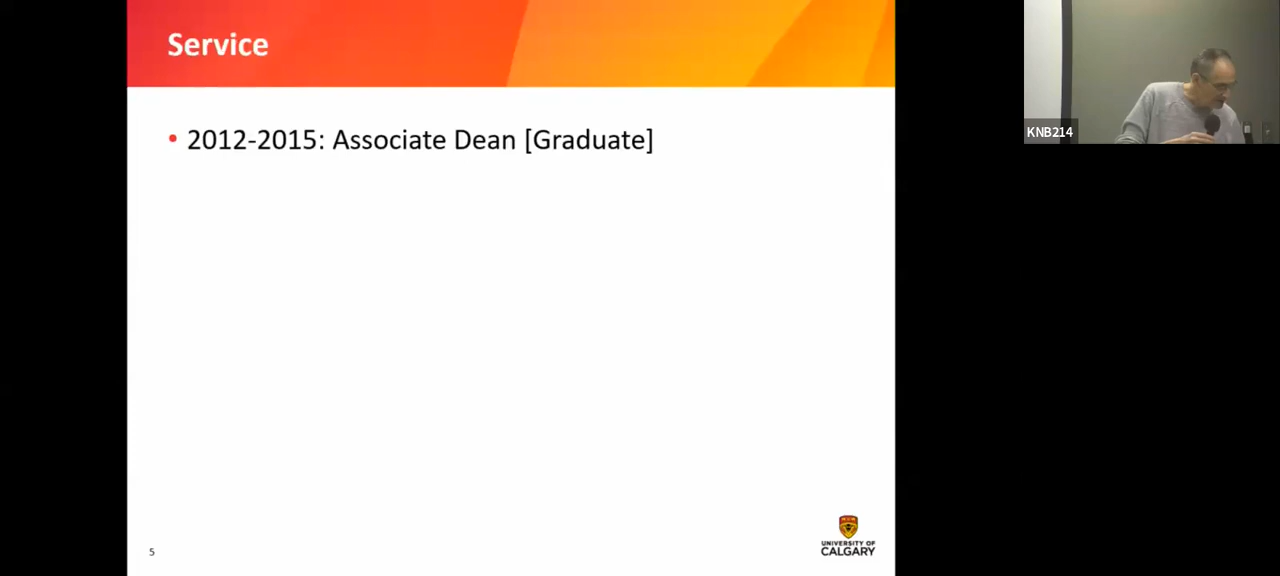 Service
• 2012-2015: Associate Dean [Graduate]
KNB214
5
UNIVERSITY OF
CALGARY